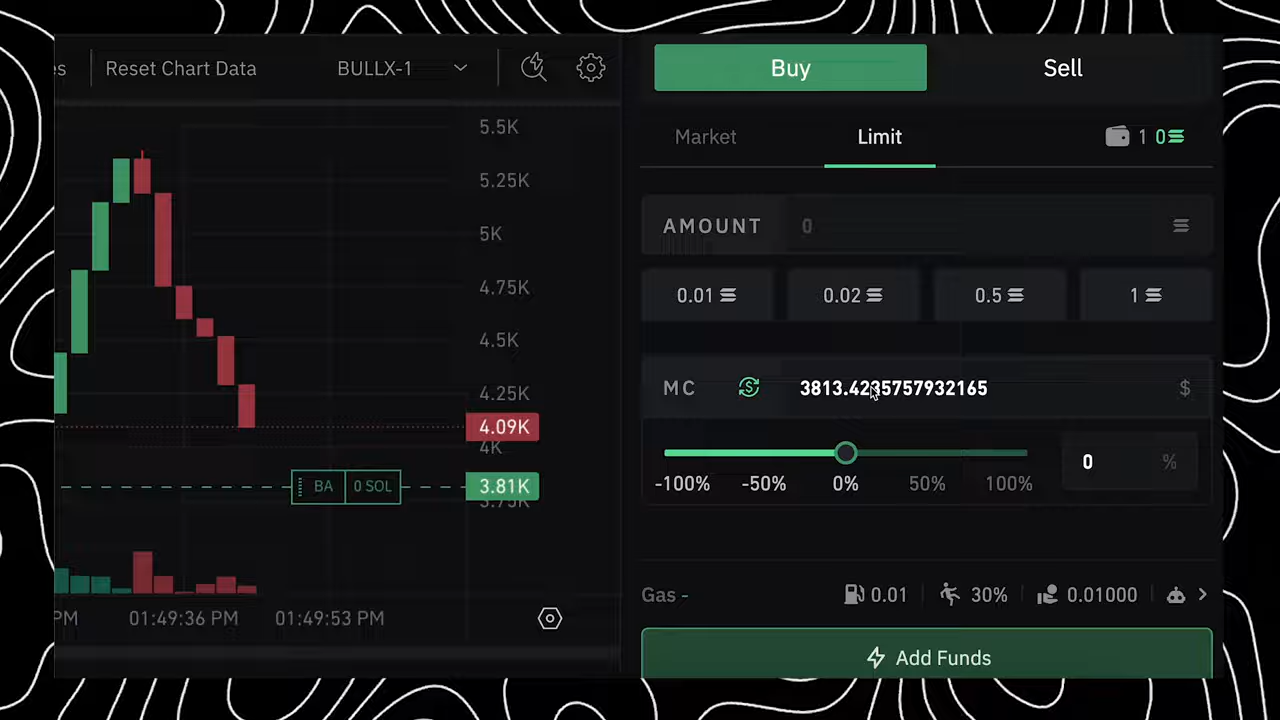 s Reset Chart Data BULLX-1
5.5K
5.25K
5K
4.75K
4.5K
4.25K
4.09K
4K
BA 0 SOL 3.81K
3.75K
PM 01:49:36 PM 01:49:53 PM
Buy Sell
Market Limit 1 0
AMOUNT 0
0.01 0.02 0.5 1
MC 3813.4235757932165 $
0 %
-100% -50% 0% 50% 100%
Gas - 0.01 30% 0.01000
Add Funds